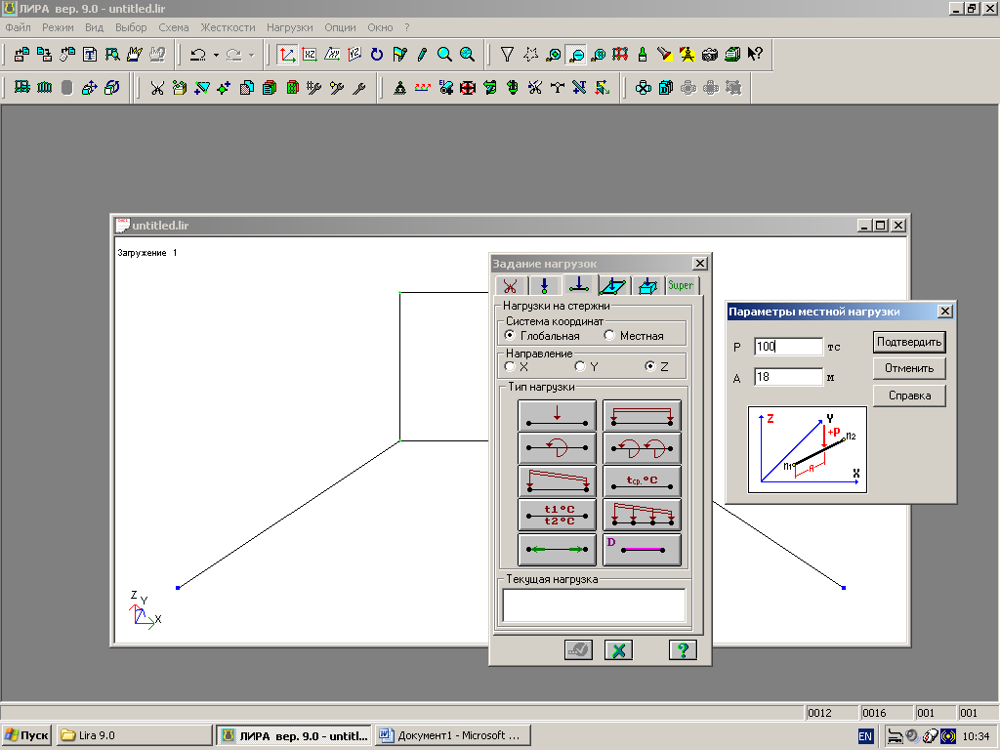 ЛИРА вер. 9.0 - untitled.lir
Файл Режим Вид Выбор Схема Жесткости Нагрузки Опции Окно ?
untitled.lir
Загружение 1
Задание нагрузок
Super
Нагрузки на стержни
Система координат
Глобальная Местная
Направление
X Y Z
Тип нагрузки
tср.°C
t1°C
t2°C
D
Текущая нагрузка
Параметры местной нагрузки
P 100 тс Подтвердить
Отменить
A 18 м
Справка
Z Y +P n2
n1 A X
Z Y
X
0012 0016 001 001
Пуск Lira 9.0 ЛИРА вер. 9.0 - untitl... Документ1 - Microsoft ... EN 10:34